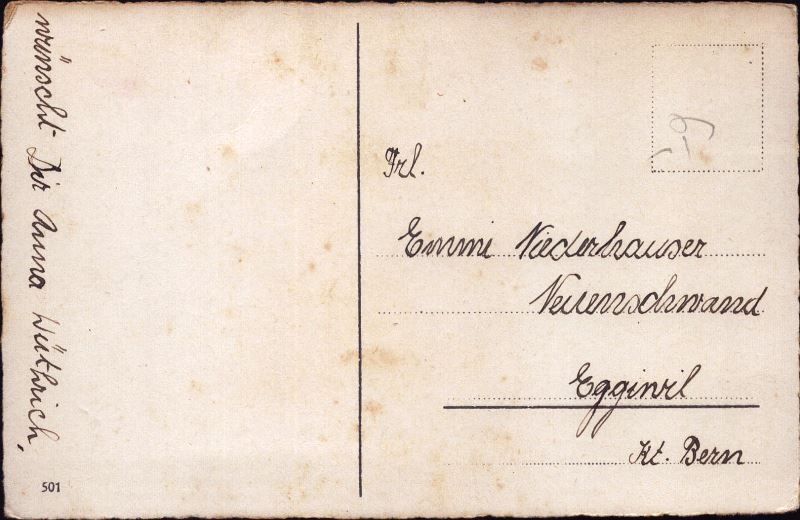 wünscht Dir Anna Wüthrich,
Frl.
Emmi Niederhauser
Neuenschwand
Eggiwil
Kt. Bern
501